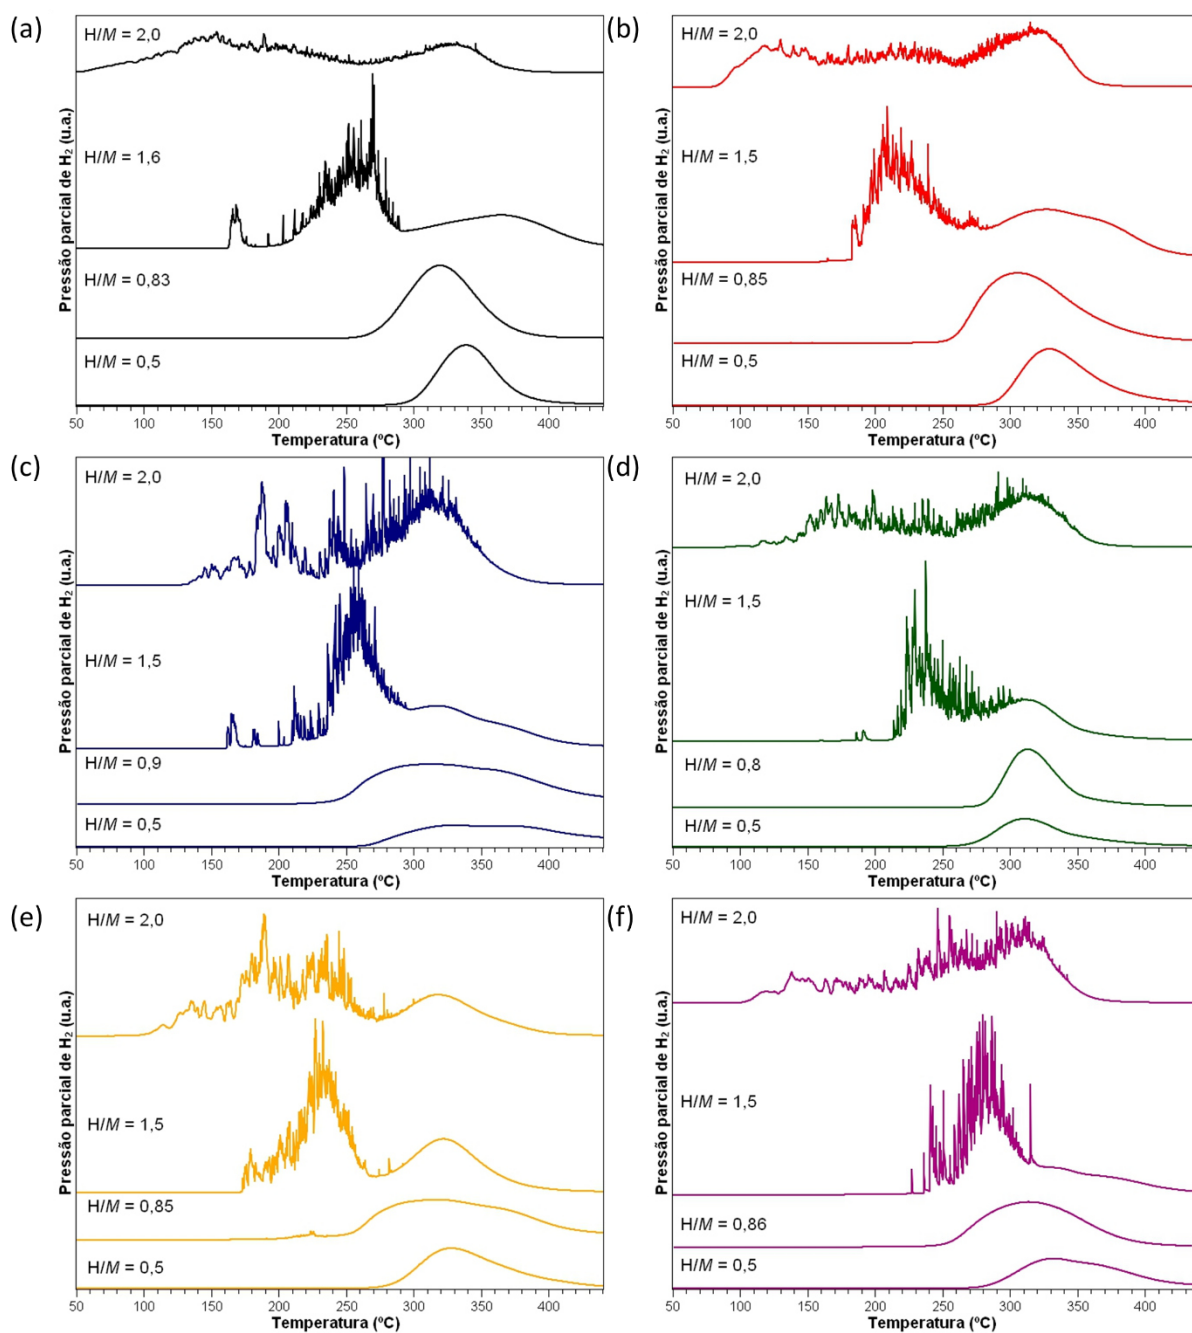 (a)
Pressão parcial de H₂ (u.a.)
H/M = 2,0
H/M = 1,6
H/M = 0,83
H/M = 0,5
50 100 150 200 250 300 350 400
Temperatura (ºC)
(b)
Pressão parcial de H₂ (u.a.)
H/M = 2,0
H/M = 1,5
H/M = 0,85
H/M = 0,5
50 100 150 200 250 300 350 400
Temperatura (ºC)
(c)
Pressão parcial de H₂ (u.a.)
H/M = 2,0
H/M = 1,5
H/M = 0,9
H/M = 0,5
50 100 150 200 250 300 350 400
Temperatura (ºC)
(d)
Pressão parcial de H₂ (u.a.)
H/M = 2,0
H/M = 1,5
H/M = 0,8
H/M = 0,5
50 100 150 200 250 300 350 400
Temperatura (ºC)
(e)
Pressão parcial de H₂ (u.a.)
H/M = 2,0
H/M = 1,5
H/M = 0,85
H/M = 0,5
50 100 150 200 250 300 350 400
Temperatura (ºC)
(f)
Pressão parcial de H₂ (u.a.)
H/M = 2,0
H/M = 1,5
H/M = 0,86
H/M = 0,5
50 100 150 200 250 300 350 400
Temperatura (ºC)